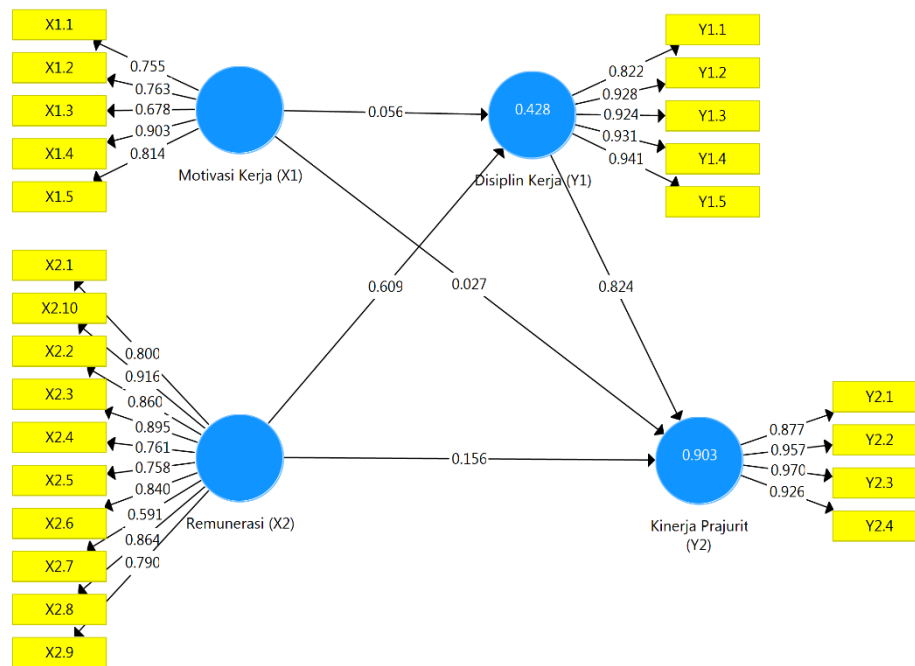 X1.1
X1.2
X1.3
X1.4
X1.5
0.755
0.763
0.678
0.903
0.814
Motivasi Kerja (X1)
0.056
0.428
Disiplin Kerja (Y1)
0.822
0.928
0.924
0.931
0.941
Y1.1
Y1.2
Y1.3
Y1.4
Y1.5
0.609
0.027
0.824
X2.1
X2.10
X2.2
X2.3
X2.4
X2.5
X2.6
X2.7
X2.8
X2.9
0.800
0.916
0.860
0.895
0.761
0.758
0.840
0.591
0.864
0.790
Remunerasi (X2)
0.156
0.903
Kinerja Prajurit
(Y2)
0.877
0.957
0.970
0.926
Y2.1
Y2.2
Y2.3
Y2.4